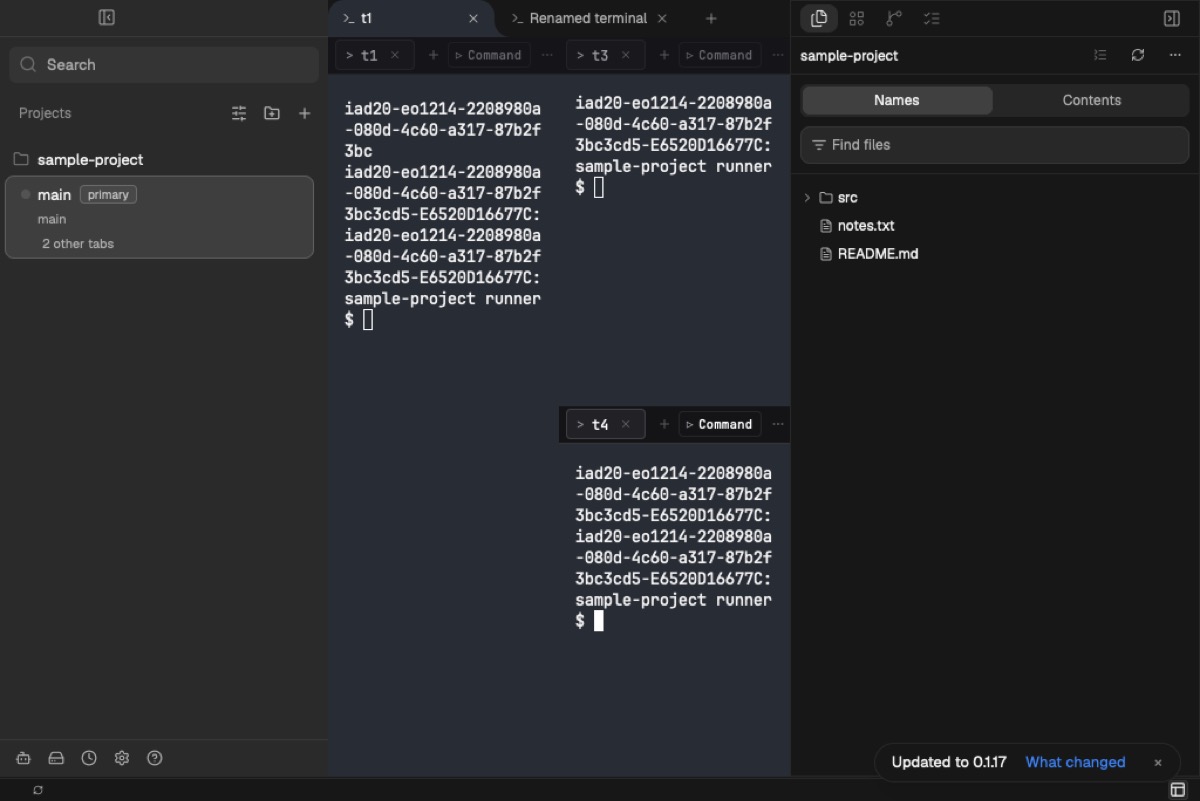 Search
Projects
sample-project
main primary
main
2 other tabs
>_ t1
>_ Renamed terminal
> t1
Command
iad20-eo1214-2208980a
-080d-4c60-a317-87b2f
3bc
iad20-eo1214-2208980a
-080d-4c60-a317-87b2f
3bc3cd5-E6520D16677C:
iad20-eo1214-2208980a
-080d-4c60-a317-87b2f
3bc3cd5-E6520D16677C:
sample-project runner
$
> t3
Command
iad20-eo1214-2208980a
-080d-4c60-a317-87b2f
3bc3cd5-E6520D16677C:
sample-project runner
$
> t4
Command
iad20-eo1214-2208980a
-080d-4c60-a317-87b2f
3bc3cd5-E6520D16677C:
iad20-eo1214-2208980a
-080d-4c60-a317-87b2f
3bc3cd5-E6520D16677C:
sample-project runner
$
sample-project
Names
Contents
Find files
src
notes.txt
README.md
Updated to 0.1.17 What changed